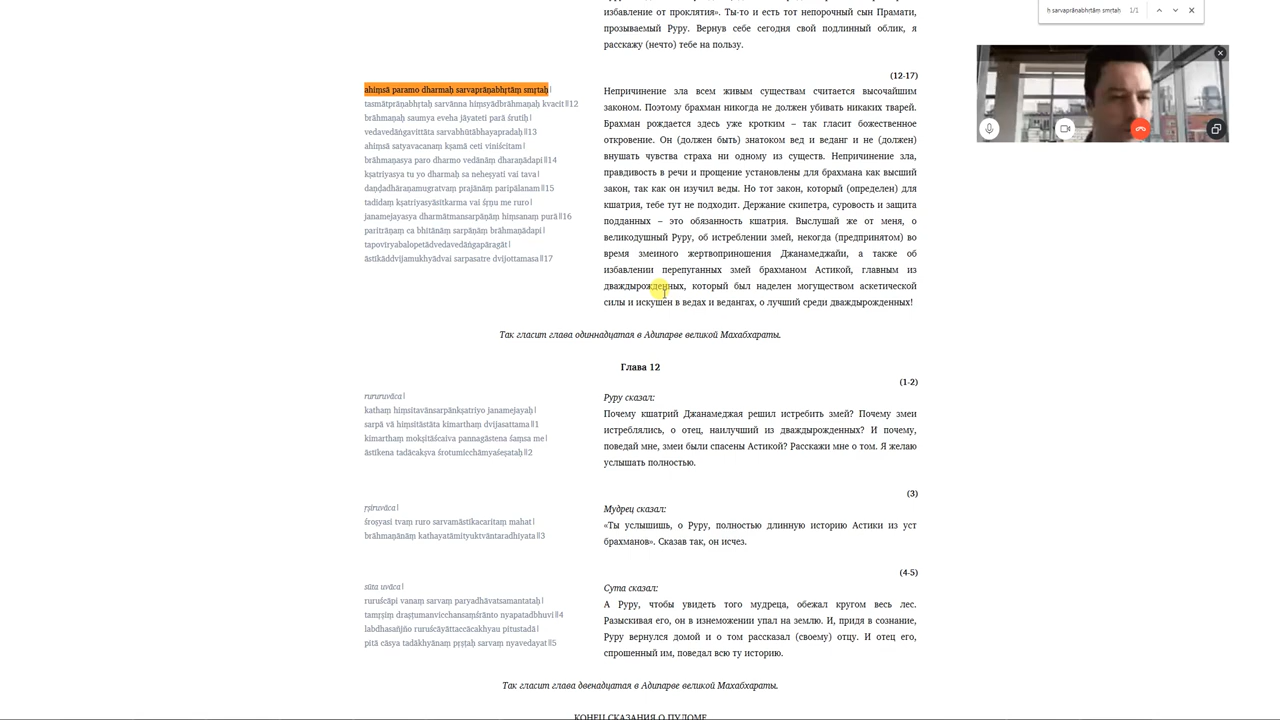 избавление от проклятия». Ты-то и есть тот непорочный сын Прамати,
прозываемый Руру. Вернув себе сегодня свой подлинный облик, я
расскажу (нечто) тебе на пользу.
h sarvaprānabhrtām smrtah 1/1
(12-17)
ahiṃsā paramo dharmaḥ sarvaprāṇabhṛtāṃ smṛtaḥ|
tasmātprāṇabhṛtaḥ sarvānna hiṃsyādbrāhmaṇaḥ kvacit||12
brāhmaṇaḥ saumya eveha jāyateti parā śrutiḥ|
vedavedāṅgavittāta sarvabhūtābhayapradaḥ||13
ahiṃsā satyavacanaṃ kṣamā ceti viniścitam|
brāhmaṇasya paro dharmo vedānāṃ dharaṇādapi||14
kṣatriyasya tu yo dharmaḥ sa neheṣyati vai tava|
daṇḍadhāraṇamugratvaṃ prajānāṃ paripālanam||15
tadidaṃ kṣatriyasyāsītkarma vai śṛṇu me ruro|
janamejayasya dharmātmansarpāṇāṃ hiṃsanaṃ purā||16
paritrāṇaṃ ca bhītānāṃ sarpāṇāṃ brāhmaṇādapi|
tapovīryabalopetādvedavedāṅgapāragāt|
āstīkāddvijamukhyādvai sarpasatre dvijottamasa||17
Непричинение зла всем живым существам считается высочайшим
законом. Поэтому брахман никогда не должен убивать никаких тварей.
Брахман рождается здесь уже кротким – так гласит божественное
откровение. Он (должен быть) знатоком вед и веданг и не (должен)
внушать чувства страха ни одному из существ. Непричинение зла,
правдивость в речи и прощение установлены для брахмана как высший
закон, так как он изучил веды. Но тот закон, который (определен) для
кшатрия, тебе тут не подходит. Держание скипетра, суровость и защита
подданных – это обязанность кшатрия. Выслушай же от меня, о
великодушный Руру, об истреблении змей, некогда (предпринятом) во
время змеиного жертвоприношения Джанамеджайи, а также об
избавлении перепуганных змей брахманом Астикой, главным из
дваждырожденных, который был наделен могуществом аскетической
силы и искушен в ведах и ведангах, о лучший среди дваждырожденных!
Так гласит глава одиннадцатая в Адипарве великой Махабхараты.
Глава 12
(1-2)
rururuvāca|
kathaṃ hiṃsitavānsarpānkṣatriyo janamejayaḥ|
sarpā vā hiṃsitāstāta kimarthaṃ dvijasattama||1
kimarthaṃ mokṣitāścaiva pannagāstena śaṃsa me|
āstīkena tadācakṣva śrotumicchāmyaśeṣataḥ||2
Руру сказал:
Почему кшатрий Джанамеджая решил истребить змей? Почему змеи
истреблялись, о отец, наилучший из дваждырожденных? И почему,
поведай мне, змеи были спасены Астикой? Расскажи мне о том. Я желаю
услышать полностью.
(3)
ṛṣiruvāca|
śroṣyasi tvaṃ ruro sarvamāstīkacaritaṃ mahat|
brāhmaṇānāṃ kathayatāmityuktvāntaradhīyata||3
Мудрец сказал:
«Ты услышишь, о Руру, полностью длинную историю Астики из уст
брахманов». Сказав так, он исчез.
(4-5)
sūta uvāca|
ruruścāpi vanaṃ sarvaṃ paryadhāvatsamantataḥ|
tamṛṣiṃ draṣṭumanvicchansaṃśrānto nyapatadbhuvi||4
labdhasañjño ruruścāyāttaccācakhyau pitustadā|
pitā cāsya tadākhyānaṃ pṛṣṭaḥ sarvaṃ nyavedayat||5
Сута сказал:
А Руру, чтобы увидеть того мудреца, обежал кругом весь лес.
Разыскивая его, он в изнеможении упал на землю. И, придя в сознание,
Руру вернулся домой и о том рассказал (своему) отцу. И отец его,
спрошенный им, поведал всю ту историю.
Так гласит глава двенадцатая в Адипарве великой Махабхараты.
КОНЕЦ СКАЗАНИЯ О ПУЛОМЕ